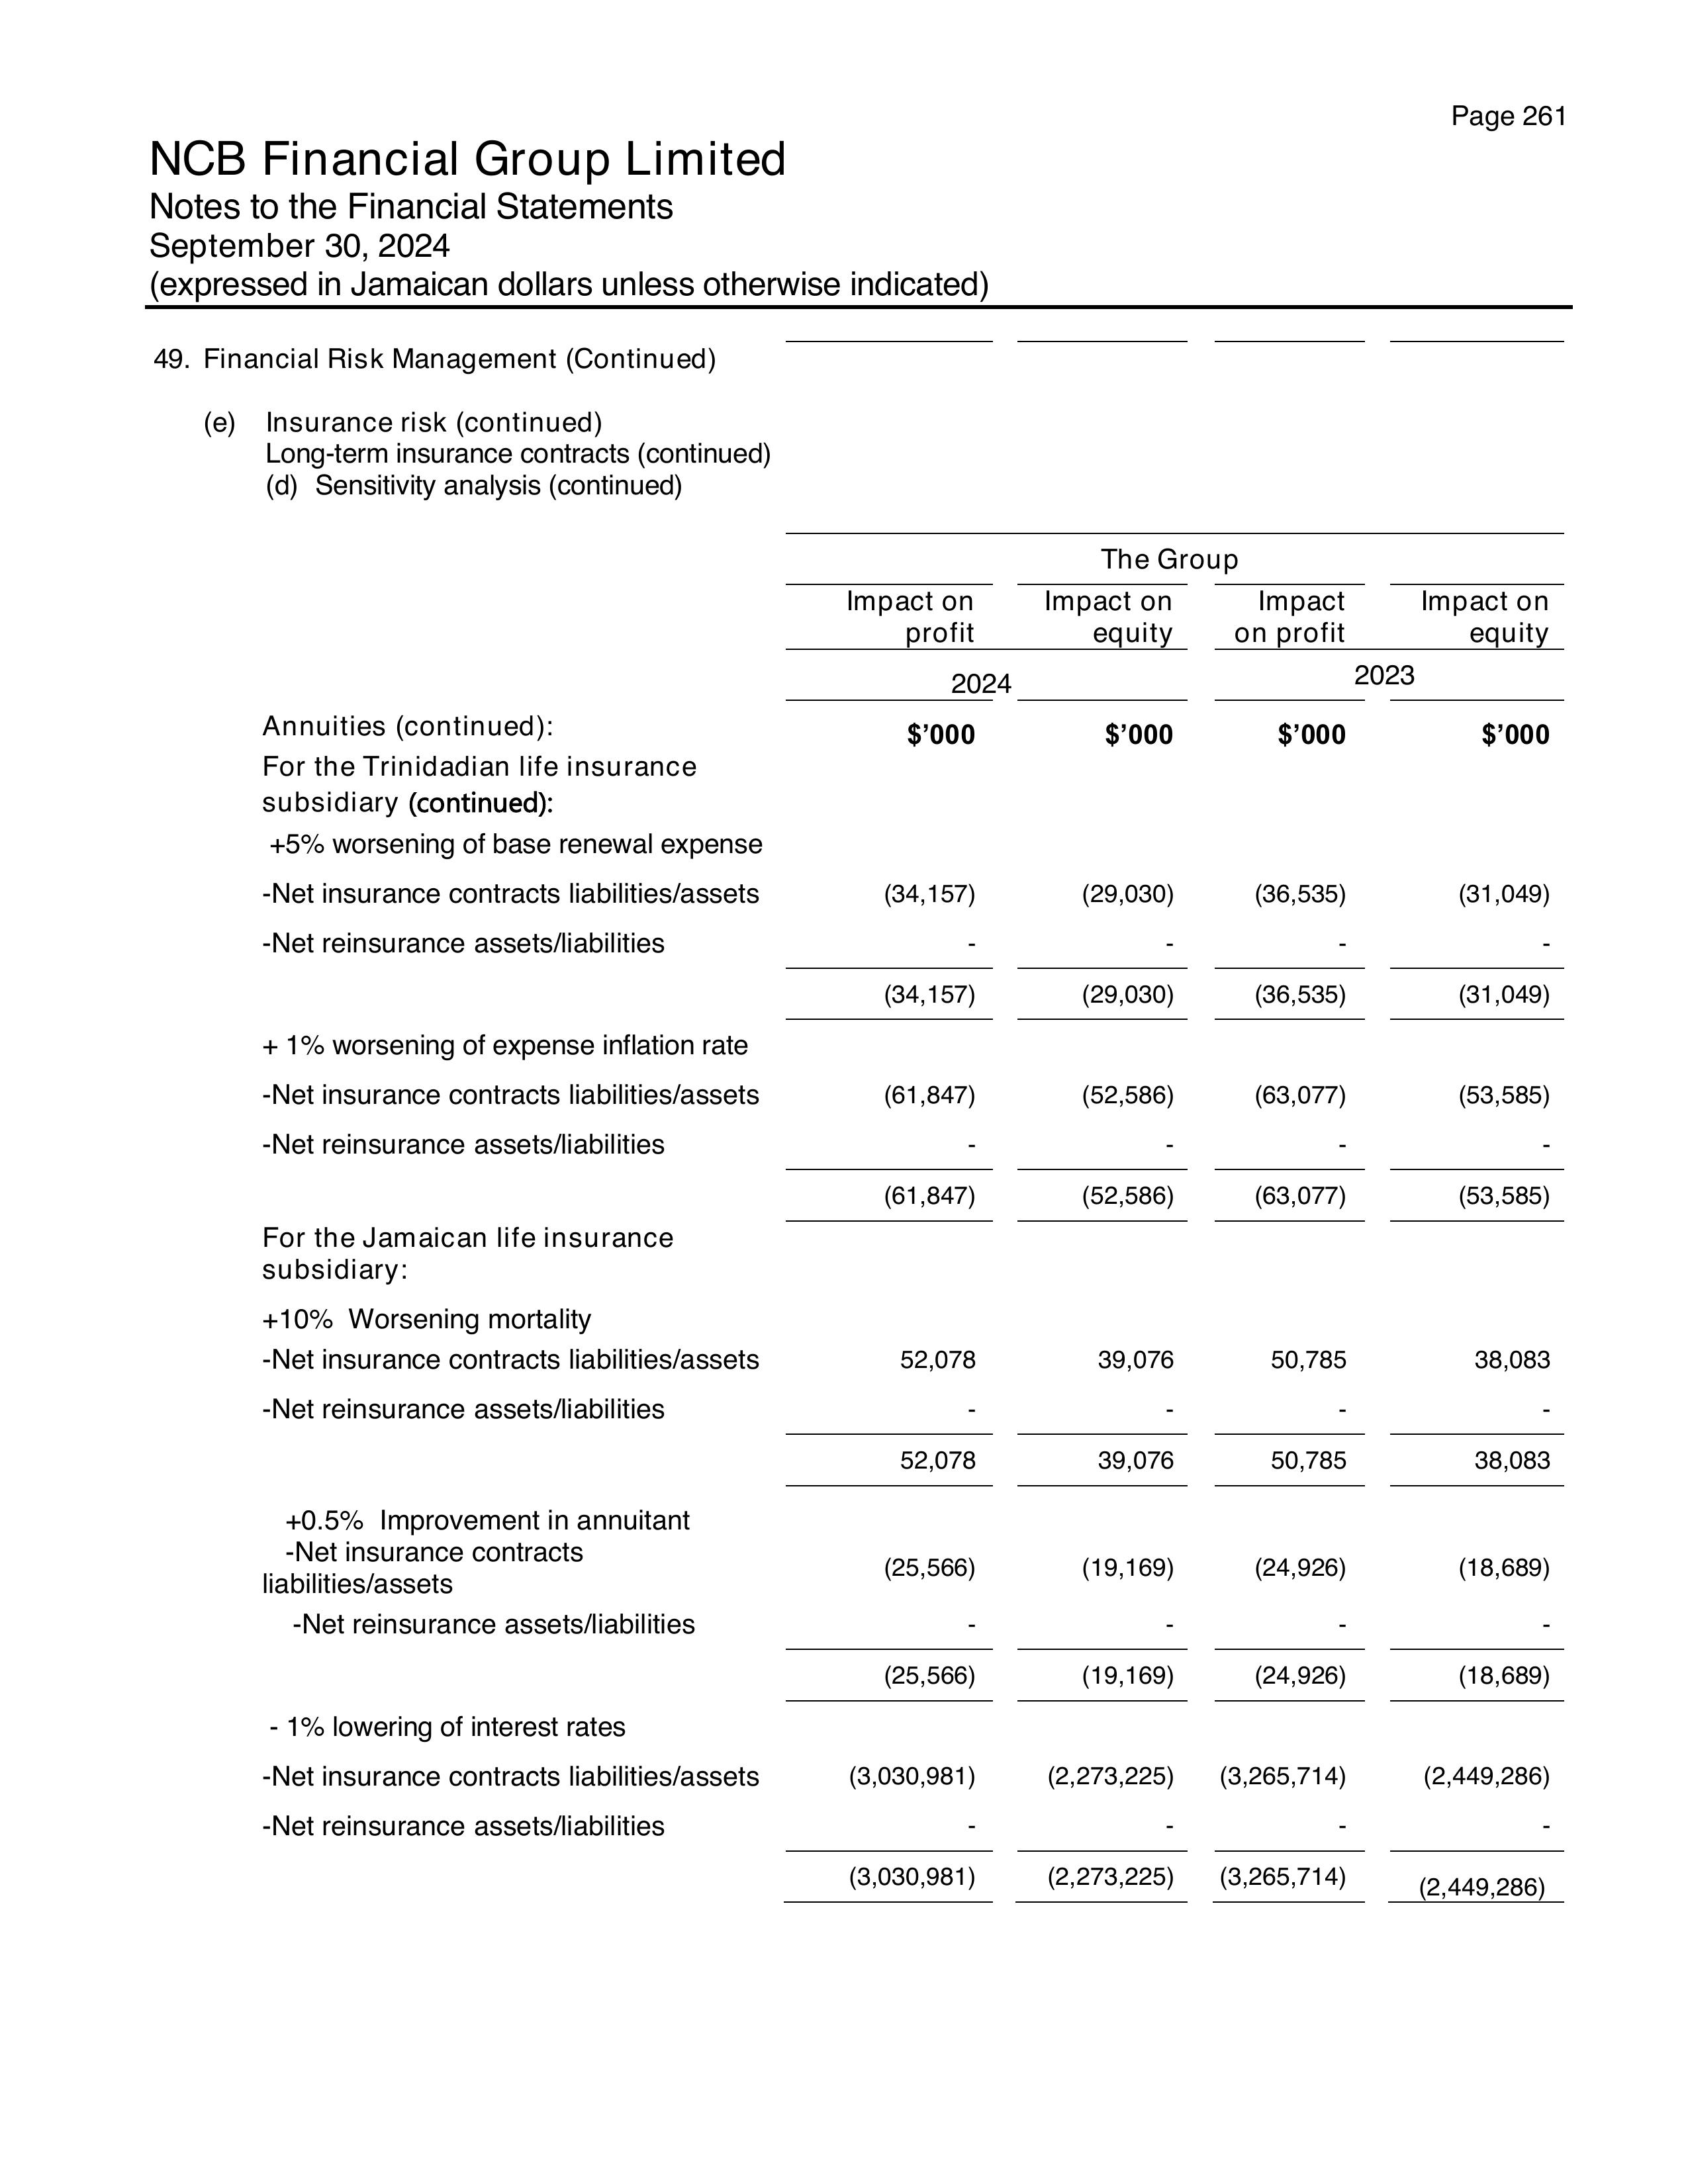 Page 261
NCB Financial Group Limited
Notes to the Financial Statements
September 30, 2024
(expressed in Jamaican dollars unless otherwise indicated)
49. Financial Risk Management (Continued)
(e) Insurance risk (continued)
Long-term insurance contracts (continued)
(d) Sensitivity analysis (continued)
The Group
Impact on profit Impact on equity Impact on profit Impact on equity
2024 2023
Annuities (continued): $’000 $’000 $’000 $’000
For the Trinidadian life insurance
subsidiary (continued):
+5% worsening of base renewal expense
-Net insurance contracts liabilities/assets (34,157) (29,030) (36,535) (31,049)
-Net reinsurance assets/liabilities - - - -
(34,157) (29,030) (36,535) (31,049)
+ 1% worsening of expense inflation rate
-Net insurance contracts liabilities/assets (61,847) (52,586) (63,077) (53,585)
-Net reinsurance assets/liabilities - - - -
(61,847) (52,586) (63,077) (53,585)
For the Jamaican life insurance
subsidiary:
+10% Worsening mortality
-Net insurance contracts liabilities/assets 52,078 39,076 50,785 38,083
-Net reinsurance assets/liabilities - - - -
52,078 39,076 50,785 38,083
+0.5% Improvement in annuitant
-Net insurance contracts
liabilities/assets (25,566) (19,169) (24,926) (18,689)
-Net reinsurance assets/liabilities - - - -
(25,566) (19,169) (24,926) (18,689)
- 1% lowering of interest rates
-Net insurance contracts liabilities/assets (3,030,981) (2,273,225) (3,265,714) (2,449,286)
-Net reinsurance assets/liabilities - - - -
(3,030,981) (2,273,225) (3,265,714) (2,449,286)